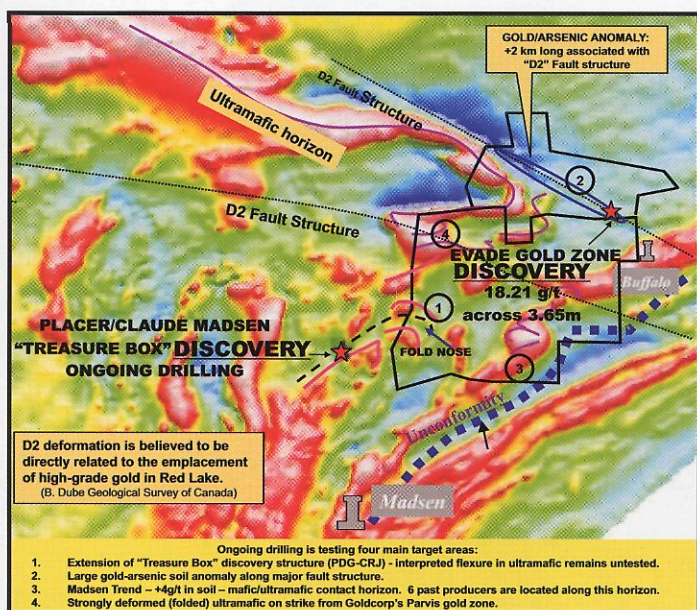 GOLD/ARSENIC ANOMALY:
+2 km long associated with
"D2" Fault structure
D2 Fault Structure
Ultramafic horizon
2
D2 Fault Structure
4
EVADE GOLD ZONE
DISCOVERY
18.21 g/t
across 3.65m
Buffalo
1
PLACER/CLAUDE MADSEN
"TREASURE BOX" DISCOVERY
ONGOING DRILLING
FOLD NOSE
3
Unconformity
D2 deformation is believed to be
directly related to the emplacement
of high-grade gold in Red Lake.
(B. Dube Geological Survey of Canada)
Madsen
Ongoing drilling is testing four main target areas:
1. Extension of "Treasure Box" discovery structure (PDG-CRJ) - interpreted flexure in ultramafic remains untested.
2. Large gold-arsenic soil anomaly along major fault structure.
3. Madsen Trend – +4g/t in soil – mafic/ultramafic contact horizon. 6 past producers are located along this horizon.
4. Strongly deformed (folded) ultramafic on strike from Goldcorp's Parvis gold zone.